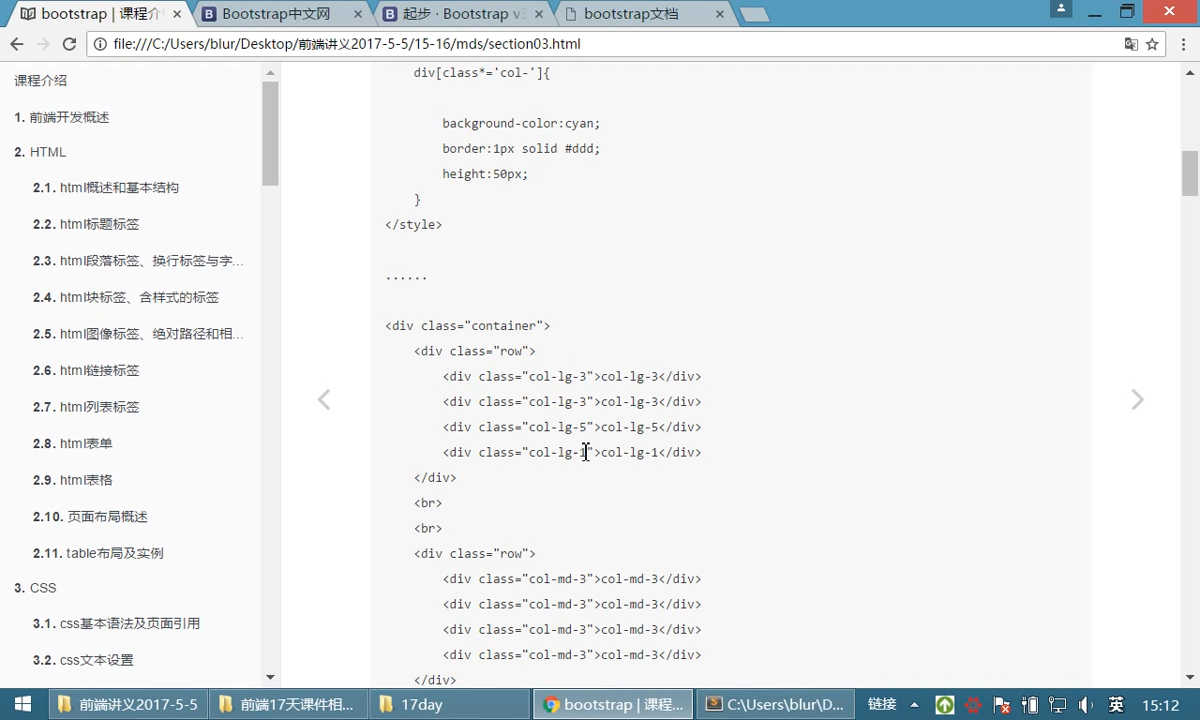 bootstrap | 课程介
Bootstrap中文网
起步 · Bootstrap v
bootstrap文档
file:///C:/Users/blur/Desktop/前端讲义2017-5-5/15-16/mds/section03.html
课程介绍
1. 前端开发概述
2. HTML
2.1. html概述和基本结构
2.2. html标题标签
2.3. html段落标签、换行标签与字...
2.4. html块标签、含样式的标签
2.5. html图像标签、绝对路径和相...
2.6. html链接标签
2.7. html列表标签
2.8. html表单
2.9. html表格
2.10. 页面布局概述
2.11. table布局及实例
3. CSS
3.1. css基本语法及页面引用
3.2. css文本设置
div[class*='col-']{
background-color:cyan;
border:1px solid #ddd;
height:50px;
}
</style>
......
<div class="container">
<div class="row">
<div class="col-lg-3">col-lg-3</div>
<div class="col-lg-3">col-lg-3</div>
<div class="col-lg-5">col-lg-5</div>
<div class="col-lg-1">col-lg-1</div>
</div>
<br>
<br>
<div class="row">
<div class="col-md-3">col-md-3</div>
<div class="col-md-3">col-md-3</div>
<div class="col-md-3">col-md-3</div>
<div class="col-md-3">col-md-3</div>
</div>
前端讲义2017-5-5
前端17天课件相...
17day
bootstrap | 课程...
C:\Users\blur\D...
链接
英
15:12